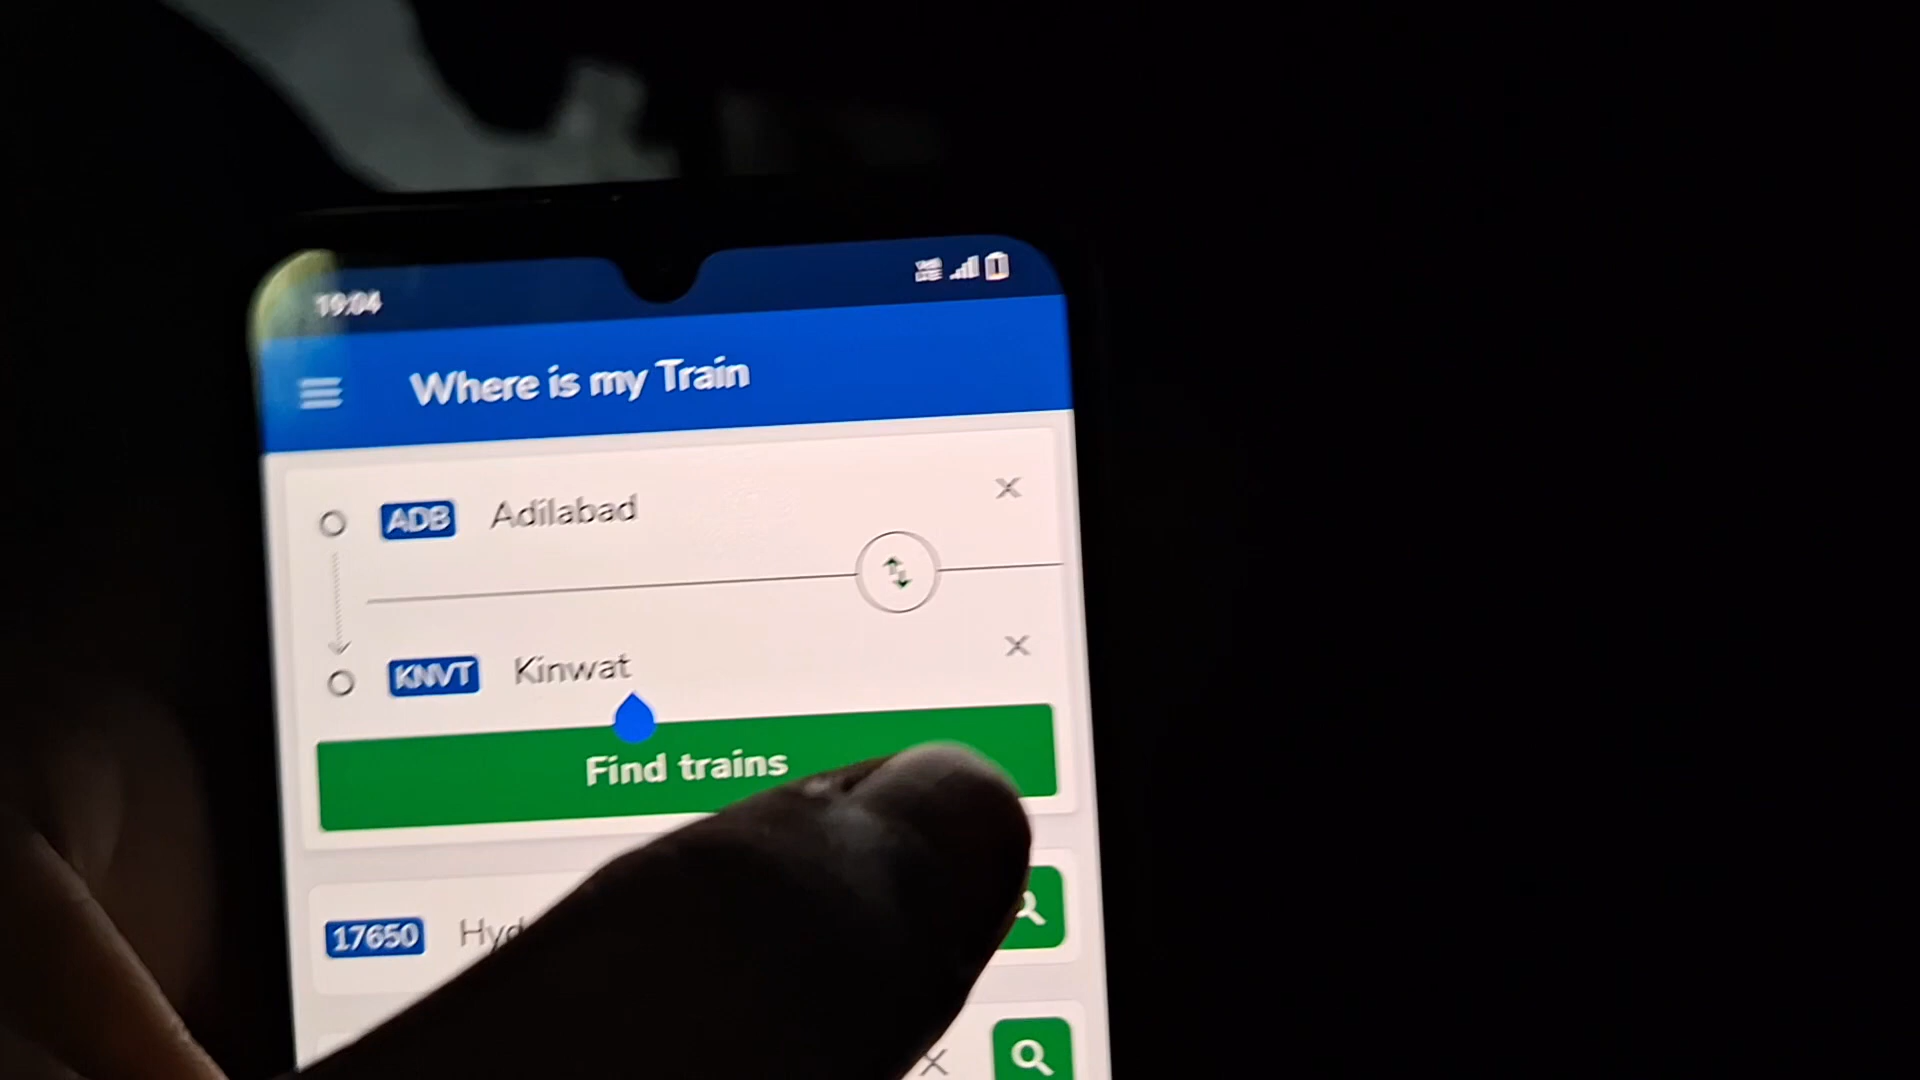 19:04
Where is my Train
ADB Adilabad
KNVT Kinwat
Find trains
17650